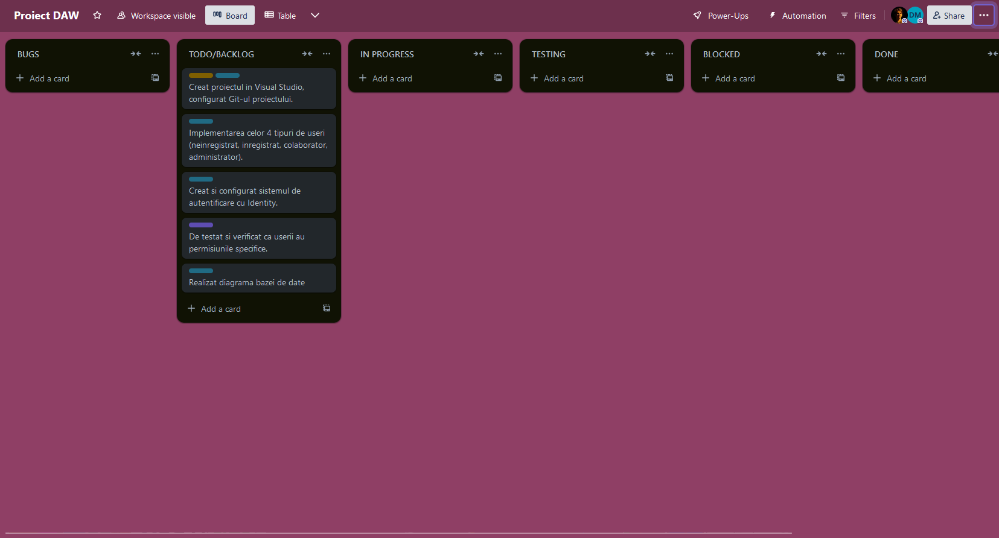 Proiect DAW
Workspace visible
Board
Table
Power-Ups
Automation
Filters
DM
Share
BUGS
Add a card
TODO/BACKLOG
Creat proiectul in Visual Studio,
configurat Git-ul proiectului.
Implementarea celor 4 tipuri de useri
(neinregistrat, inregistrat, colaborator,
administrator).
Creat si configurat sistemul de
autentificare cu Identity.
De testat si verificat ca userii au
permisiunile specifice.
Realizat diagrama bazei de date
Add a card
IN PROGRESS
Add a card
TESTING
Add a card
BLOCKED
Add a card
DONE
Add a card